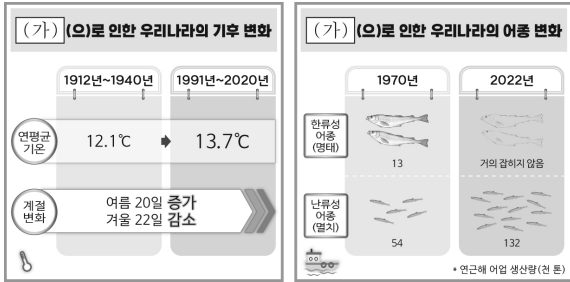 (가) (으)로 인한 우리나라의 기후 변화
1912년~1940년 1991년~2020년
연평균
기온
12.1℃ 13.7℃
계절
변화
여름 20일 증가
겨울 22일 감소
(가) (으)로 인한 우리나라의 어종 변화
1970년 2022년
한류성
어종
(명태)
13 거의 잡히지 않음
난류성
어종
(멸치)
54 132
* 연근해 어업 생산량(천 톤)